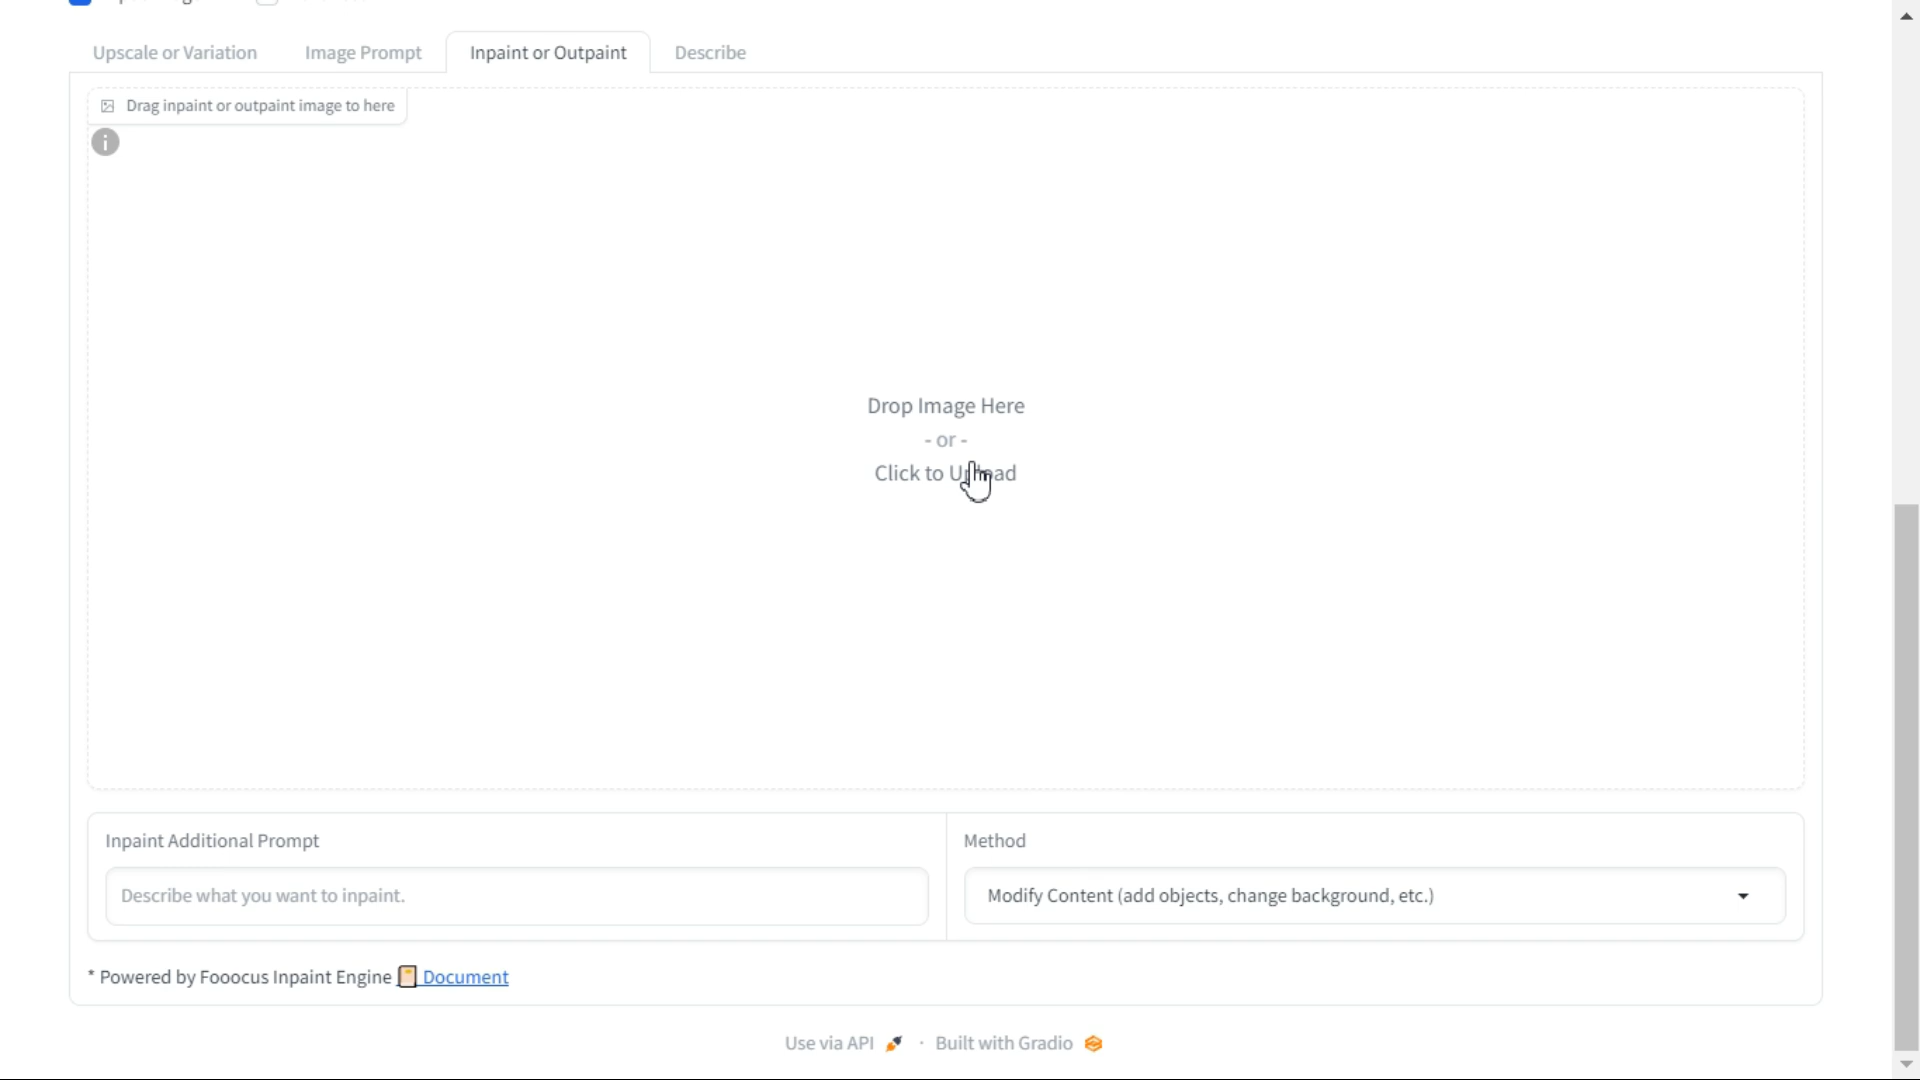 Upscale or Variation
Image Prompt
Inpaint or Outpaint
Describe
Drag inpaint or outpaint image to here
Drop Image Here
- or -
Click to Upload
Inpaint Additional Prompt
Describe what you want to inpaint.
Method
Modify Content (add objects, change background, etc.)
* Powered by Fooocus Inpaint Engine 📔 Document
Use via API 🚀 · Built with Gradio